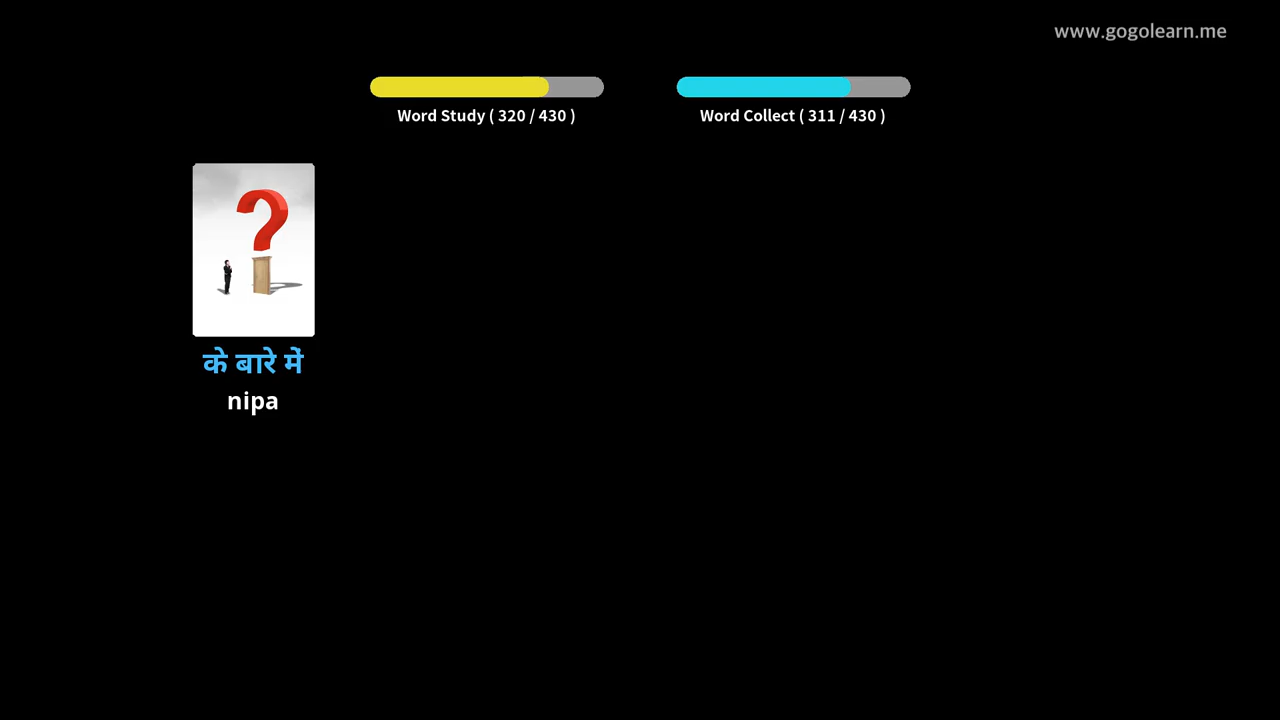 www.gogolearn.me
Word Study ( 320 / 430 )
Word Collect ( 311 / 430 )
के बारे में
nipa